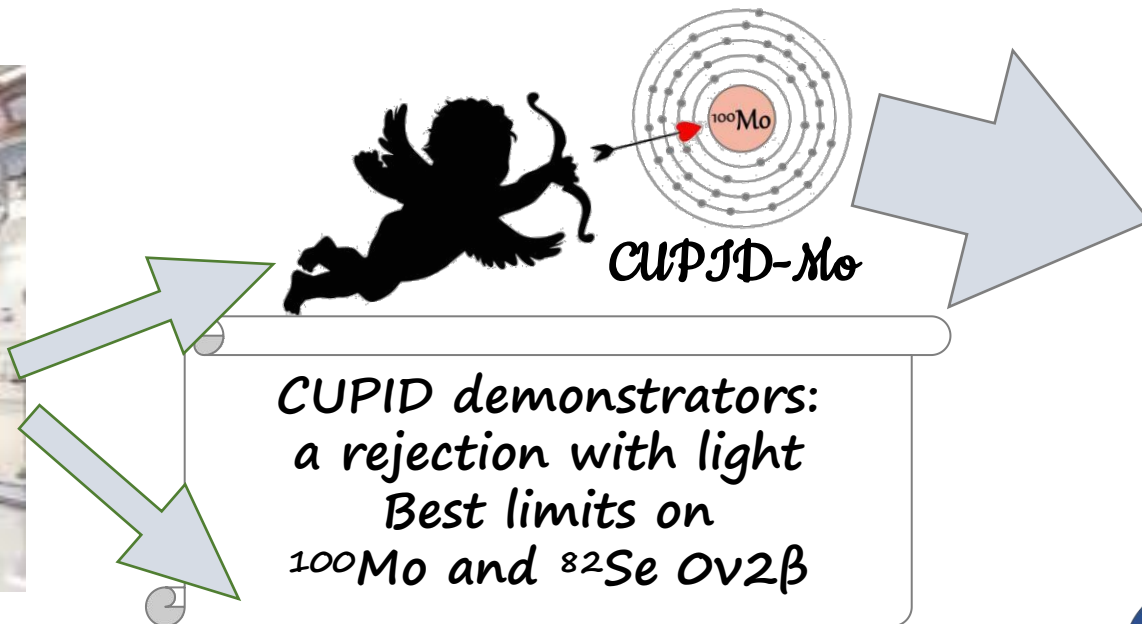 ¹⁰⁰Mo
CUPID-Mo
CUPID demonstrators:
a rejection with light
Best limits on
¹⁰⁰Mo and ⁸²Se 0ν2β